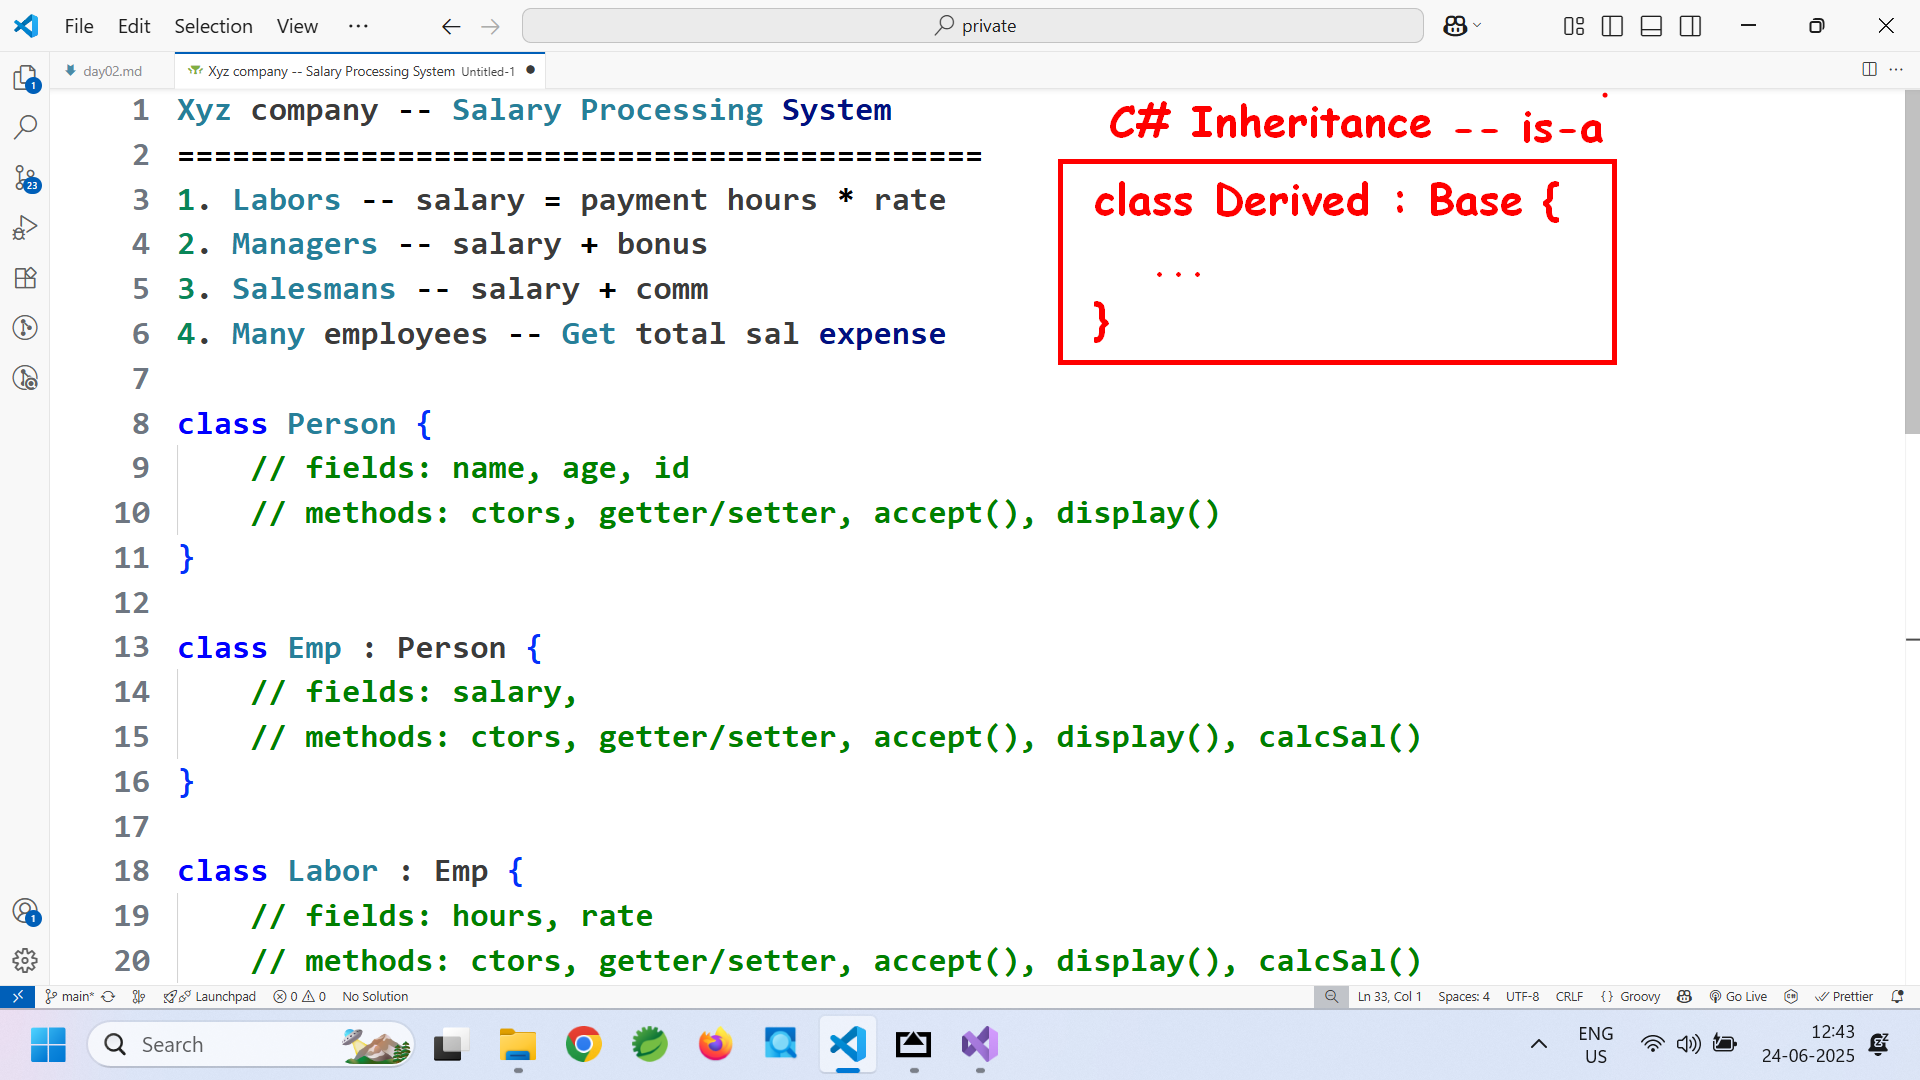 File Edit Selection View ... private
day02.md Xyz company -- Salary Processing System Untitled-1
1 Xyz company -- Salary Processing System
2 ============================================
3 1. Labors -- salary = payment hours * rate
4 2. Managers -- salary + bonus
5 3. Salesmans -- salary + comm
6 4. Many employees -- Get total sal expense
7
8 class Person {
9 // fields: name, age, id
10 // methods: ctors, getter/setter, accept(), display()
11 }
12
13 class Emp : Person {
14 // fields: salary,
15 // methods: ctors, getter/setter, accept(), display(), calcSal()
16 }
17
18 class Labor : Emp {
19 // fields: hours, rate
20 // methods: ctors, getter/setter, accept(), display(), calcSal()
C# Inheritance -- is-a
class Derived : Base {
...
}
1
23
1
main* Launchpad 0 0 No Solution Ln 33, Col 1 Spaces: 4 UTF-8 CRLF {} Groovy Go Live Prettier
Search ENG US 12:43 24-06-2025